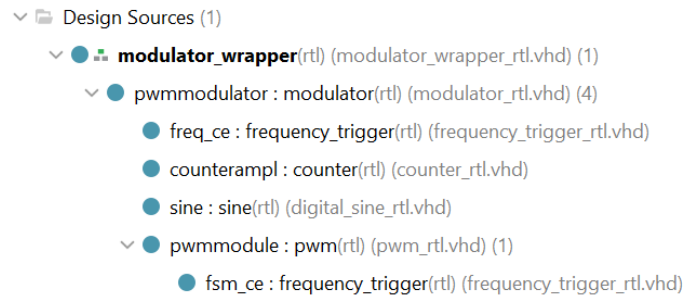 Design Sources (1)
modulator_wrapper(rtl) (modulator_wrapper_rtl.vhd) (1)
pwmmodulator : modulator(rtl) (modulator_rtl.vhd) (4)
freq_ce : frequency_trigger(rtl) (frequency_trigger_rtl.vhd)
counterampl : counter(rtl) (counter_rtl.vhd)
sine : sine(rtl) (digital_sine_rtl.vhd)
pwmmodule : pwm(rtl) (pwm_rtl.vhd) (1)
fsm_ce : frequency_trigger(rtl) (frequency_trigger_rtl.vhd)